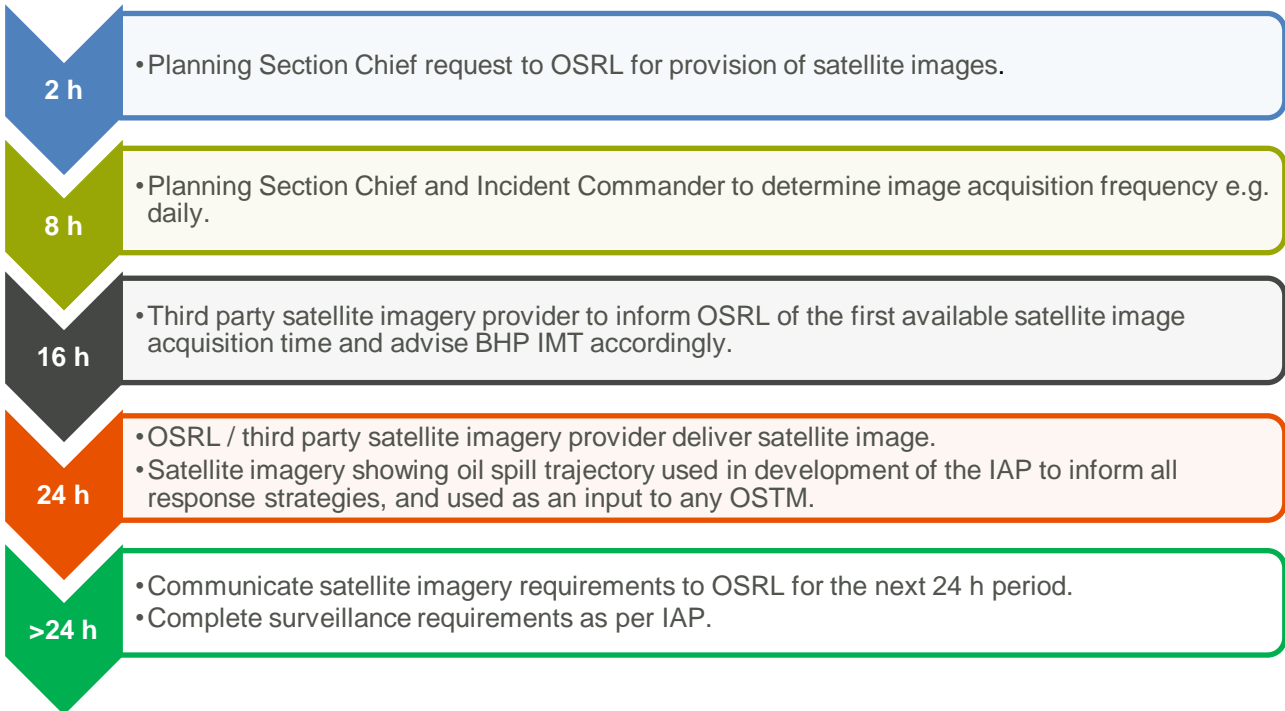 2 h
•Planning Section Chief request to OSRL for provision of satellite images.
8 h
•Planning Section Chief and Incident Commander to determine image acquisition frequency e.g.
daily.
16 h
•Third party satellite imagery provider to inform OSRL of the first available satellite image
acquisition time and advise BHP IMT accordingly.
24 h
•OSRL / third party satellite imagery provider deliver satellite image.
•Satellite imagery showing oil spill trajectory used in development of the IAP to inform all
response strategies, and used as an input to any OSTM.
>24 h
•Communicate satellite imagery requirements to OSRL for the next 24 h period.
•Complete surveillance requirements as per IAP.